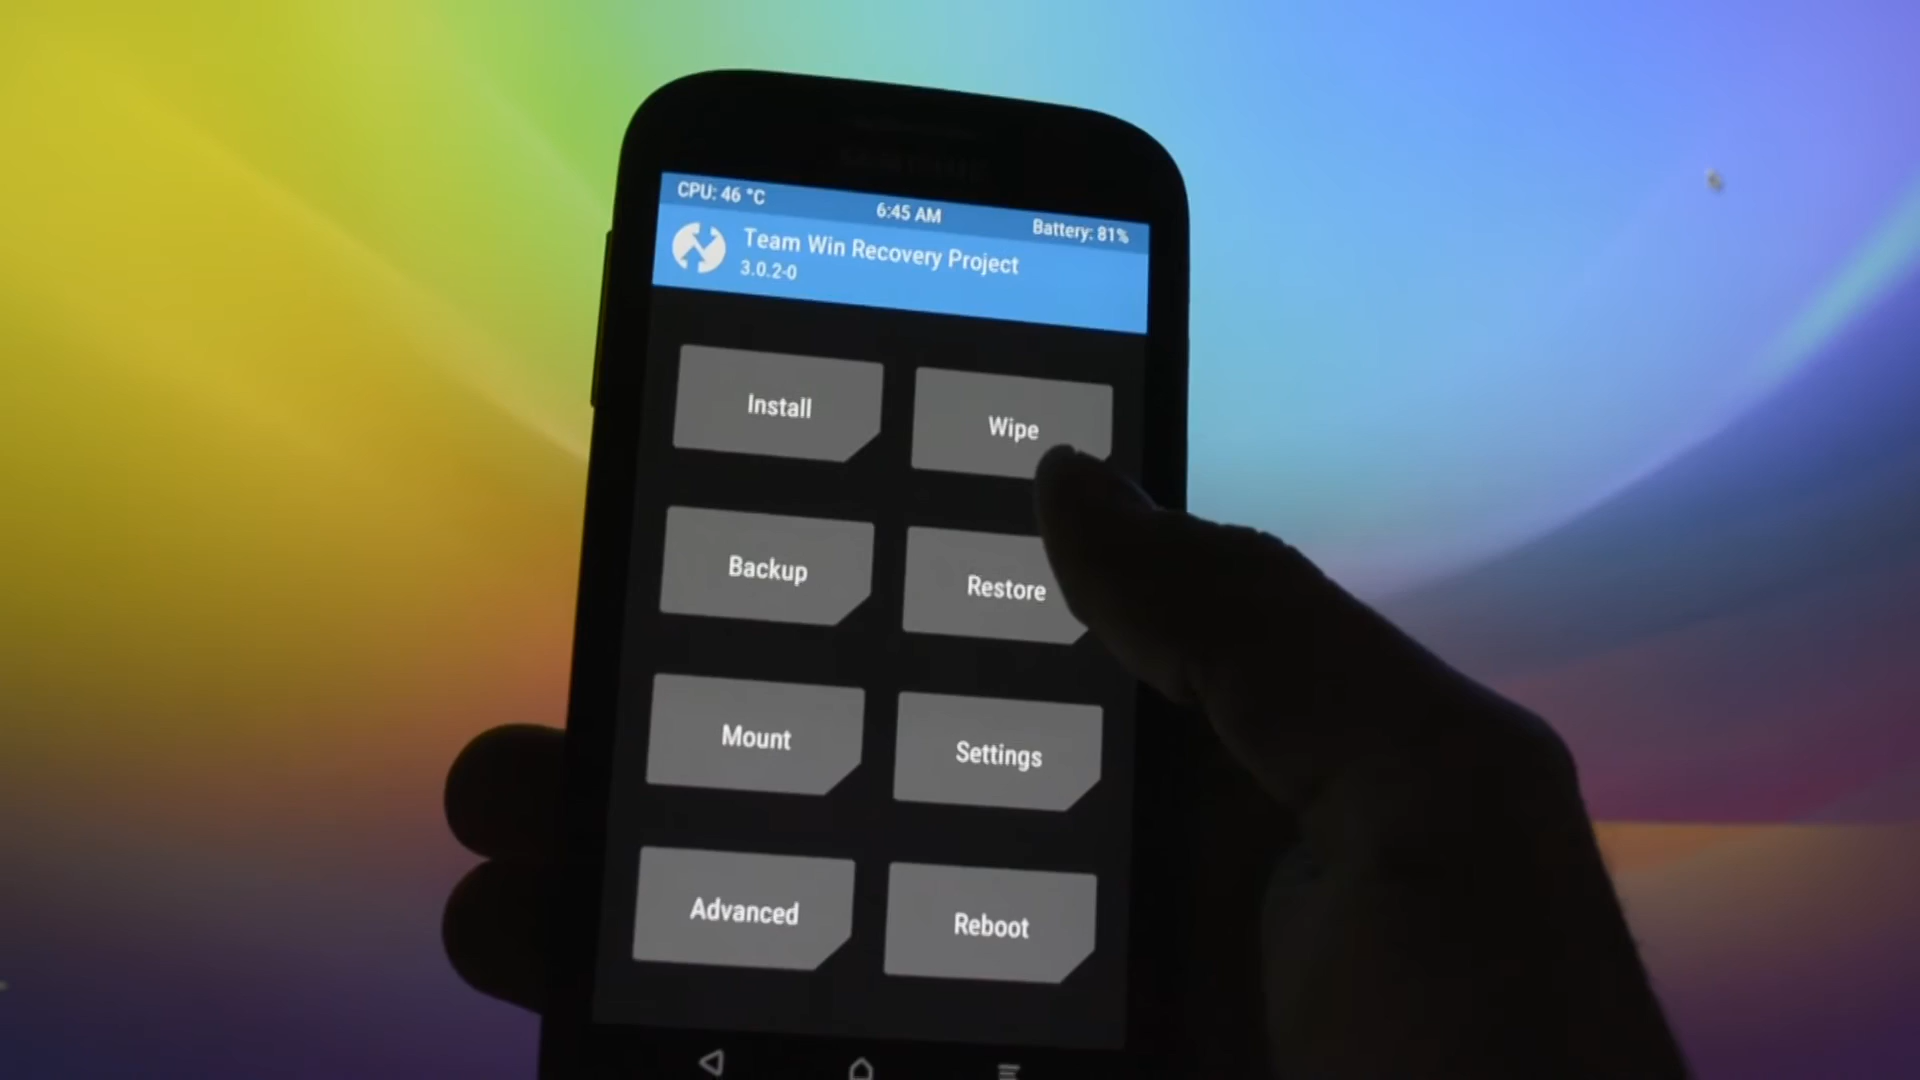 CPU: 46 °C
6:45 AM
Battery: 81%
Team Win Recovery Project
3.0.2-0
Install
Wipe
Backup
Restore
Mount
Settings
Advanced
Reboot